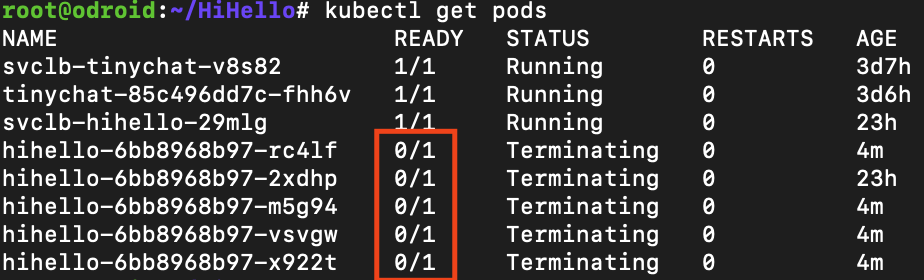 root@odroid:~/HiHello# kubectl get pods
NAME READY STATUS RESTARTS AGE
svclb-tinychat-v8s82 1/1 Running 0 3d7h
tinychat-85c496dd7c-fhh6v 1/1 Running 0 3d6h
svclb-hihello-29mlg 1/1 Running 0 23h
hihello-6bb8968b97-rc4lf 0/1 Terminating 0 4m
hihello-6bb8968b97-2xdhp 0/1 Terminating 0 23h
hihello-6bb8968b97-m5g94 0/1 Terminating 0 4m
hihello-6bb8968b97-vsvgw 0/1 Terminating 0 4m
hihello-6bb8968b97-x922t 0/1 Terminating 0 4m